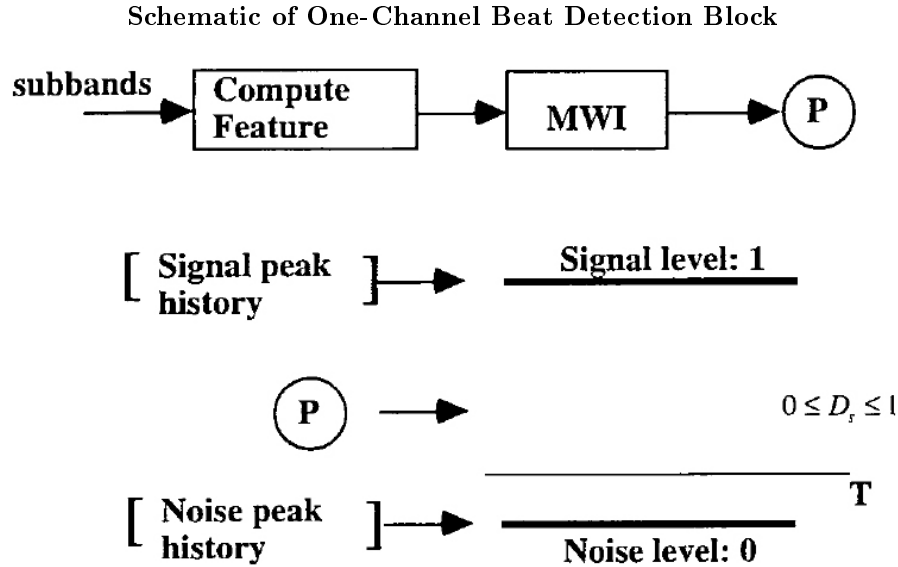 Schematic of One-Channel Beat Detection Block
subbands
Compute
Feature
MWI
P
[ Signal peak
history ]
Signal level: 1
P
0 ≤ D_s ≤ 1
T
[ Noise peak
history ]
Noise level: 0